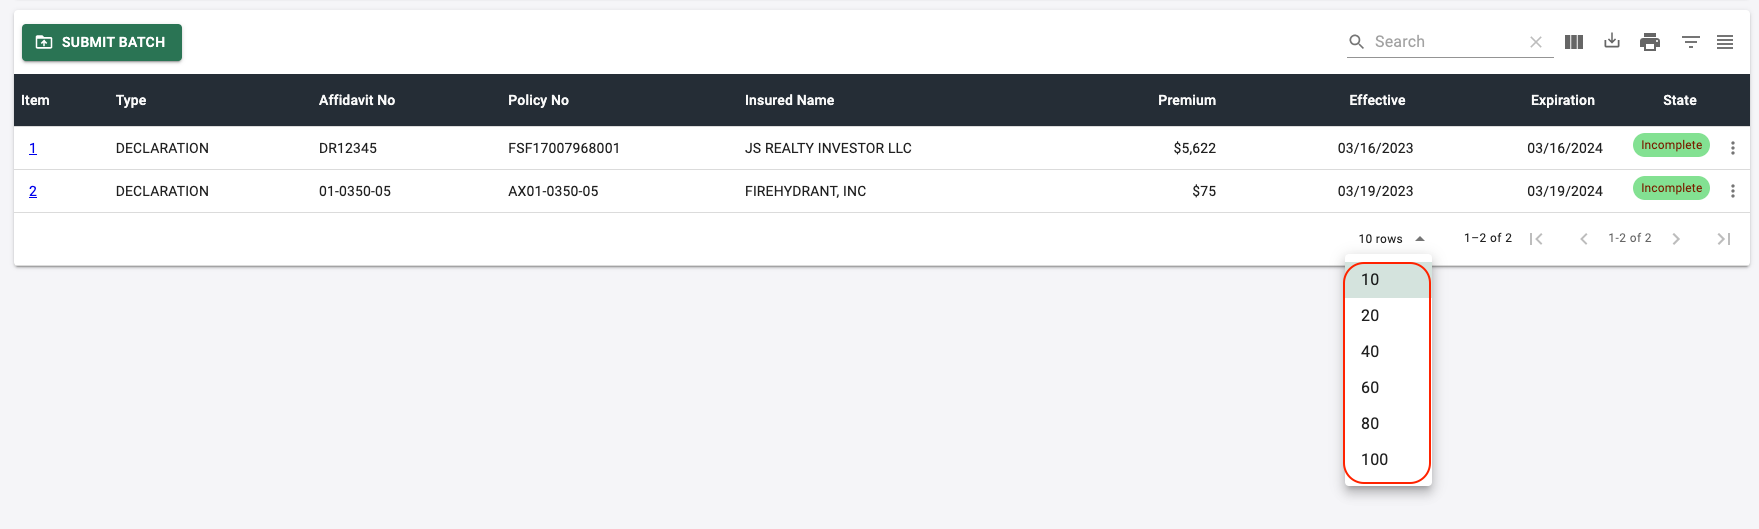 SUBMIT BATCH
Search
Item Type Affidavit No Policy No Insured Name Premium Effective Expiration State
1 DECLARATION DR12345 FSF17007968001 JS REALTY INVESTOR LLC $5,622 03/16/2023 03/16/2024 Incomplete
2 DECLARATION 01-0350-05 AX01-0350-05 FIREHYDRANT, INC $75 03/19/2023 03/19/2024 Incomplete
10 rows 1–2 of 2 1-2 of 2
10
20
40
60
80
100